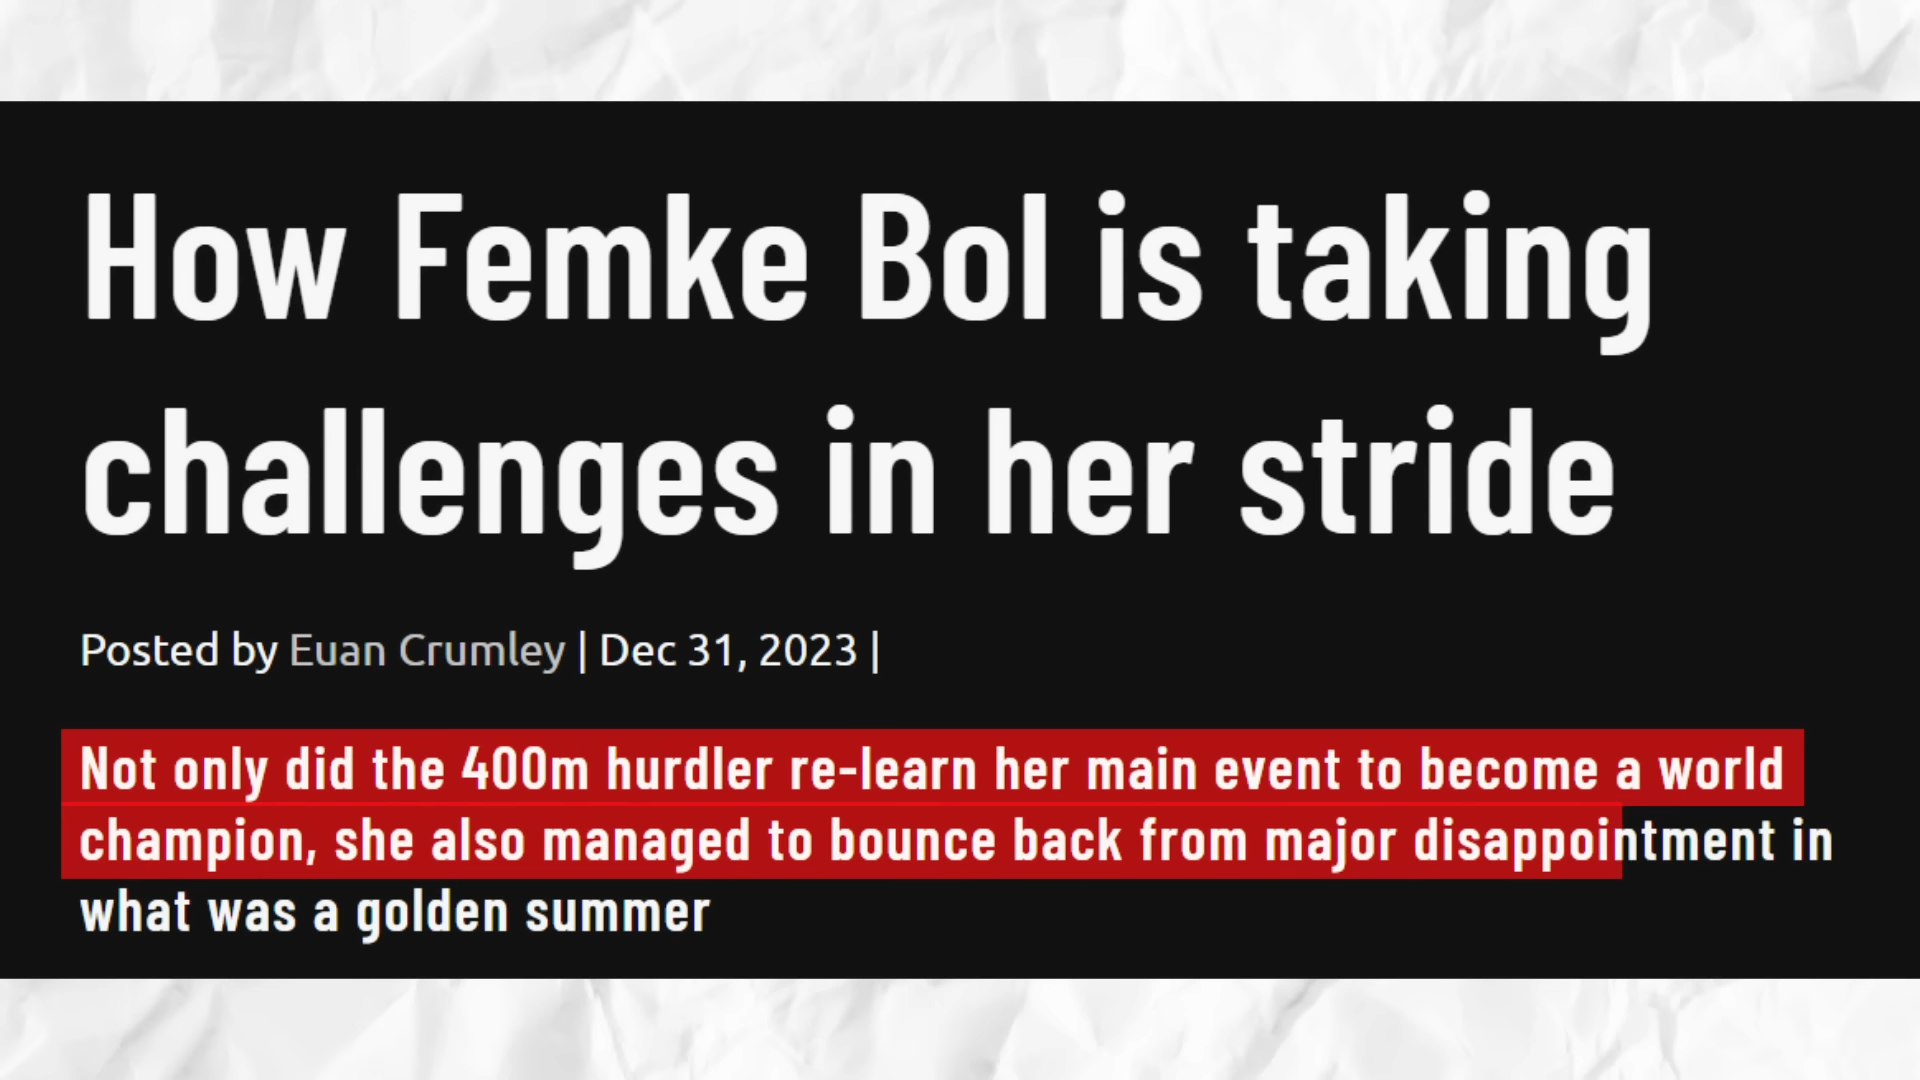 How Femke Bol is taking
challenges in her stride
Posted by Euan Crumley | Dec 31, 2023 |
Not only did the 400m hurdler re-learn her main event to become a world
champion, she also managed to bounce back from major disappointment in
what was a golden summer